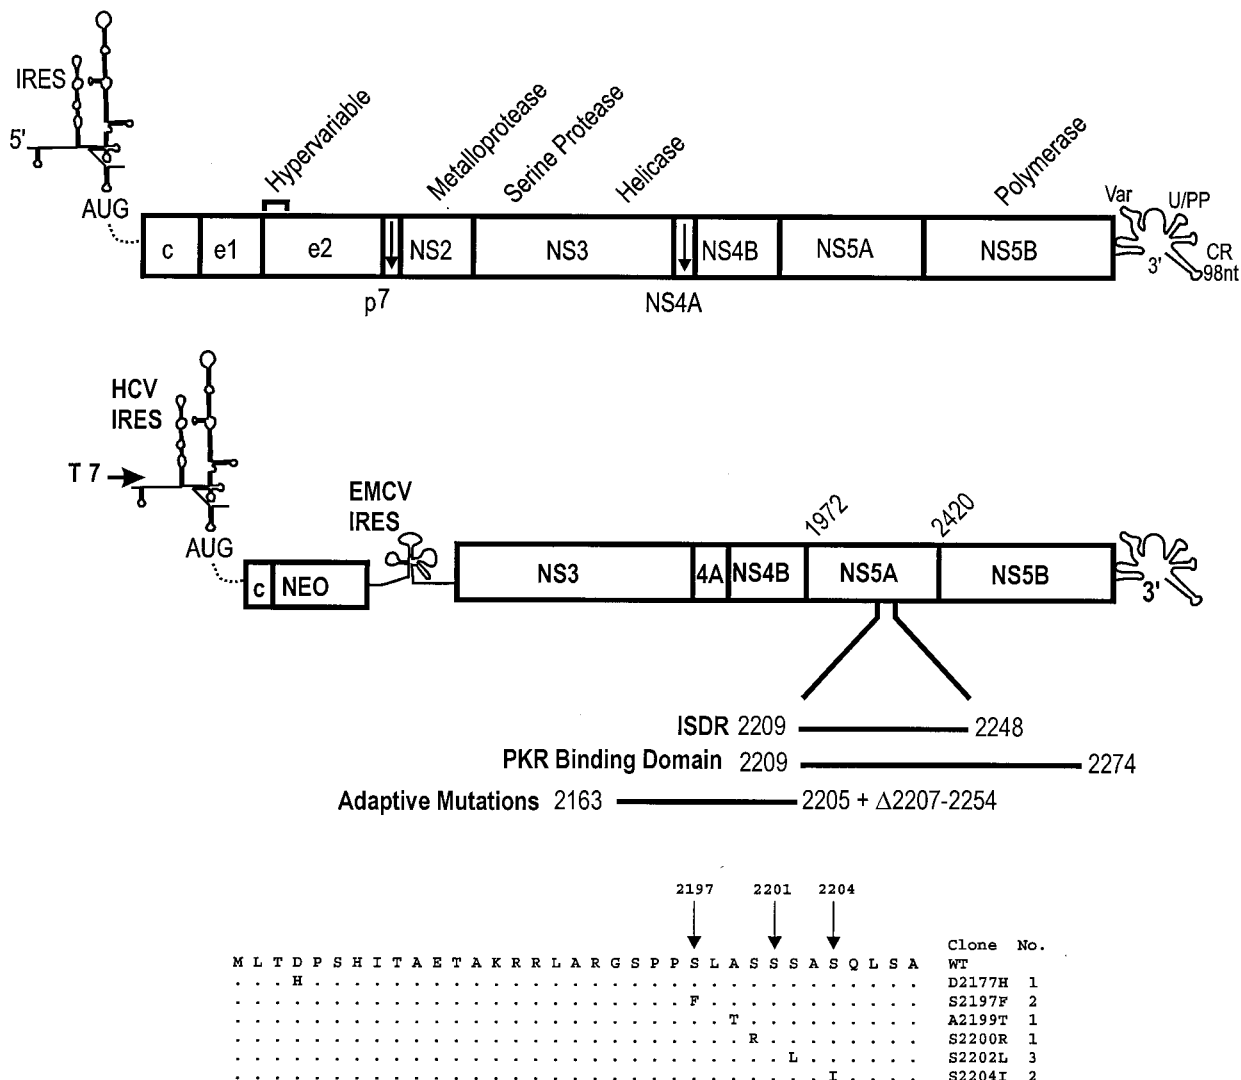 IRES
5'
AUG
Hypervariable
Metalloprotease
Serine Protease
Helicase
Polymerase
Var
U/PP
CR
98nt
3'
c e1 e2 NS2 NS3 NS4B NS5A NS5B
p7
NS4A
HCV
IRES
T 7
AUG
EMCV
IRES
1972
2420
c NEO
NS3 4A NS4B NS5A NS5B
3'
ISDR 2209 2248
PKR Binding Domain 2209 2274
Adaptive Mutations 2163 2205 + Δ2207-2254
2197 2201 2204
Clone No.
M L T D P S H I T A E T A K R R L A R G S P P S L A S S S A S Q L S A WT
. . . H . . . . . . . . . . . . . . . . . . . . . . . . . . . . . . . D2177H 1
. . . . . . . . . . . . . . . . . . . . . . . F . . . . . . . . . . . S2197F 2
. . . . . . . . . . . . . . . . . . . . . . . . . T . . . . . . . . . A2199T 1
. . . . . . . . . . . . . . . . . . . . . . . . . . R . . . . . . . . S2200R 1
. . . . . . . . . . . . . . . . . . . . . . . . . . . . L . . . . . . S2202L 3
. . . . . . . . . . . . . . . . . . . . . . . . . . . . . . I . . . . S2204I 2